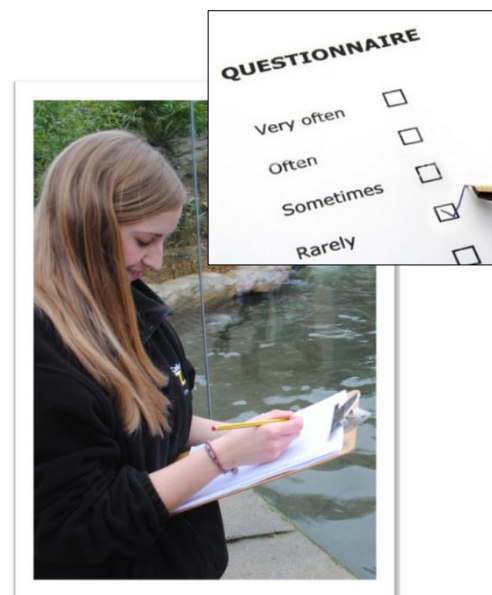 QUESTIONNAIRE
Very often
Often
Sometimes
Rarely